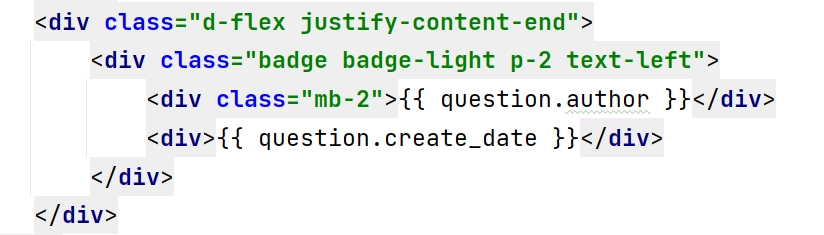 <div class="d-flex justify-content-end">
<div class="badge badge-light p-2 text-left">
<div class="mb-2">{{ question.author }}</div>
<div>{{ question.create_date }}</div>
</div>
</div>